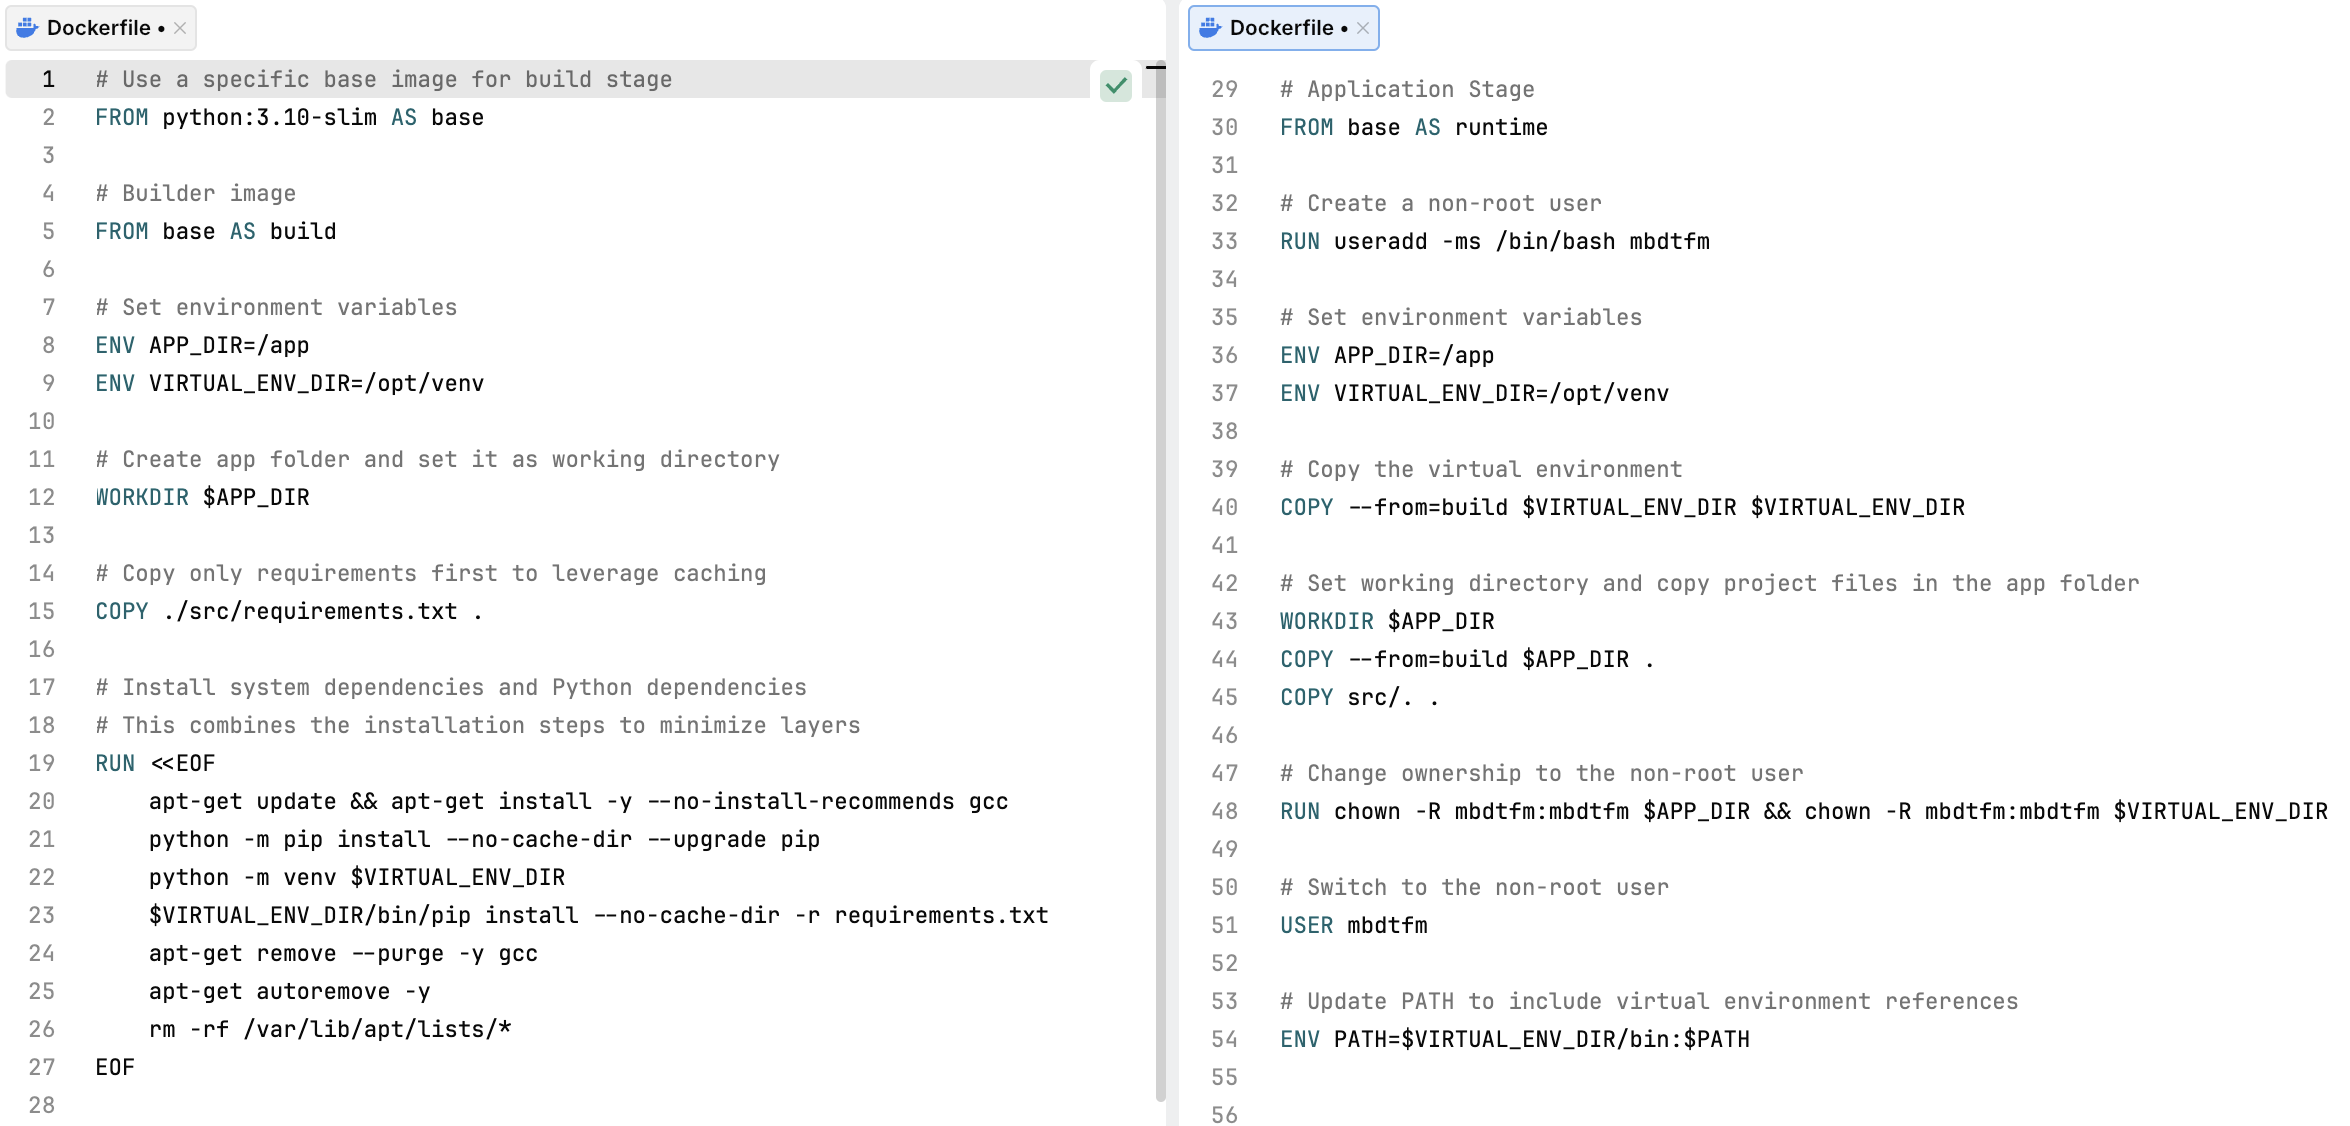 Dockerfile •
1 # Use a specific base image for build stage
2 FROM python:3.10-slim AS base
3
4 # Builder image
5 FROM base AS build
6
7 # Set environment variables
8 ENV APP_DIR=/app
9 ENV VIRTUAL_ENV_DIR=/opt/venv
10
11 # Create app folder and set it as working directory
12 WORKDIR $APP_DIR
13
14 # Copy only requirements first to leverage caching
15 COPY ./src/requirements.txt .
16
17 # Install system dependencies and Python dependencies
18 # This combines the installation steps to minimize layers
19 RUN <<EOF
20     apt-get update && apt-get install -y --no-install-recommends gcc
21     python -m pip install --no-cache-dir --upgrade pip
22     python -m venv $VIRTUAL_ENV_DIR
23     $VIRTUAL_ENV_DIR/bin/pip install --no-cache-dir -r requirements.txt
24     apt-get remove --purge -y gcc
25     apt-get autoremove -y
26     rm -rf /var/lib/apt/lists/*
27 EOF
28
Dockerfile •
29 # Application Stage
30 FROM base AS runtime
31
32 # Create a non-root user
33 RUN useradd -ms /bin/bash mbdtfm
34
35 # Set environment variables
36 ENV APP_DIR=/app
37 ENV VIRTUAL_ENV_DIR=/opt/venv
38
39 # Copy the virtual environment
40 COPY --from=build $VIRTUAL_ENV_DIR $VIRTUAL_ENV_DIR
41
42 # Set working directory and copy project files in the app folder
43 WORKDIR $APP_DIR
44 COPY --from=build $APP_DIR .
45 COPY src/. .
46
47 # Change ownership to the non-root user
48 RUN chown -R mbdtfm:mbdtfm $APP_DIR && chown -R mbdtfm:mbdtfm $VIRTUAL_ENV_DIR
49
50 # Switch to the non-root user
51 USER mbdtfm
52
53 # Update PATH to include virtual environment references
54 ENV PATH=$VIRTUAL_ENV_DIR/bin:$PATH
55
56